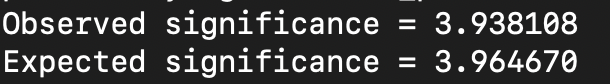 Observed significance = 3.938108
Expected significance = 3.964670